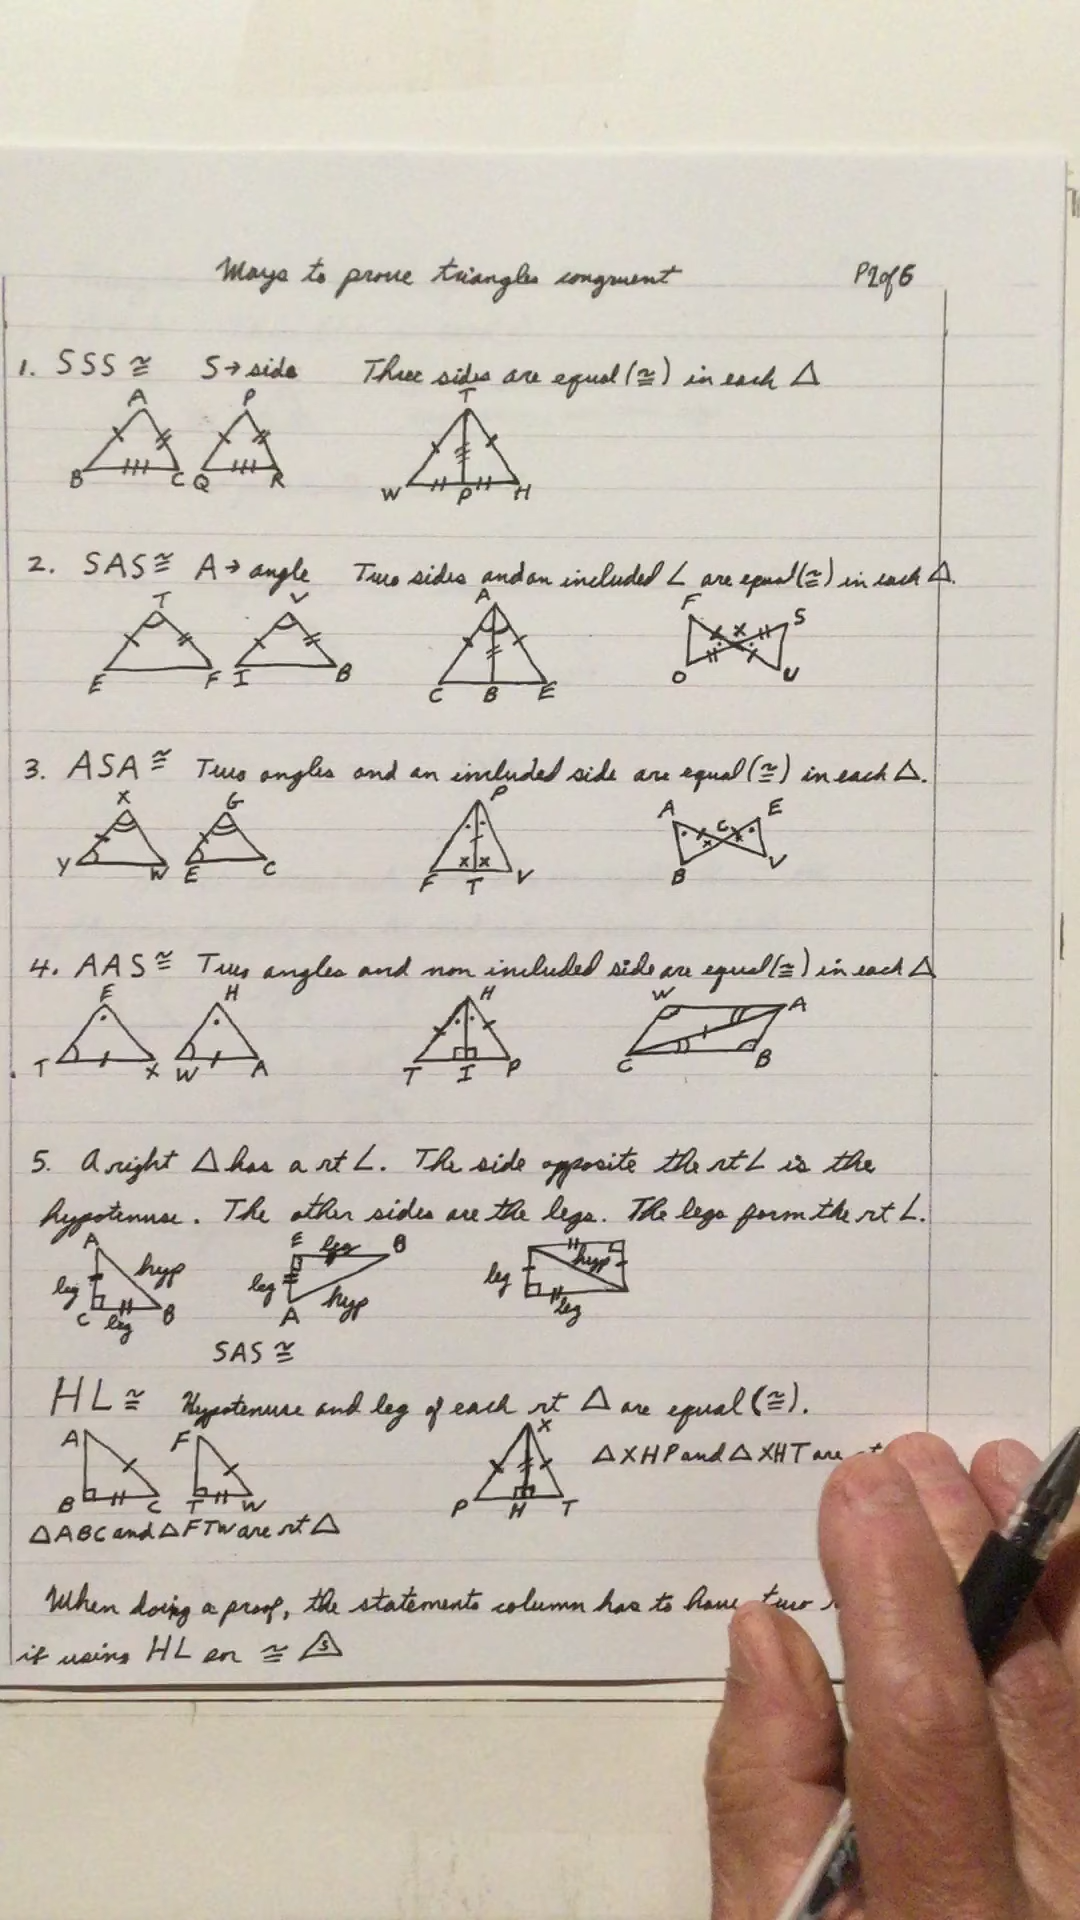 Ways to prove triangles congruent P2of6
1. SSS ≅ S→side Three sides are equal (≅) in each △
A P T
B C Q R W P H
2. SAS ≅ A→angle Two sides and an included ∠ are equal (≅) in each △.
T V A F S
E F I B C B E O U
3. ASA ≅ Two angles and an included side are equal (≅) in each △.
X G P A C E
Y W E C F T V B V
4. AAS ≅ Two angles and non included side are equal (≅) in each △
E H H W A
T X W A T I P C B
5. A right △ has a rt ∠. The side opposite the rt ∠ is the
hypotenuse. The other sides are the legs. The legs form the rt ∠.
A E leg B
leg hyp leg hyp leg hyp
C leg B A leg
SAS ≅
HL ≅ Hypotenuse and leg of each rt △ are equal (≅).
A F X △XHP and △XHT are
B C T W P H T
△ABC and △FTW are rt △
When doing a proof, the statements column has to have two
if using HL or ≅ △s